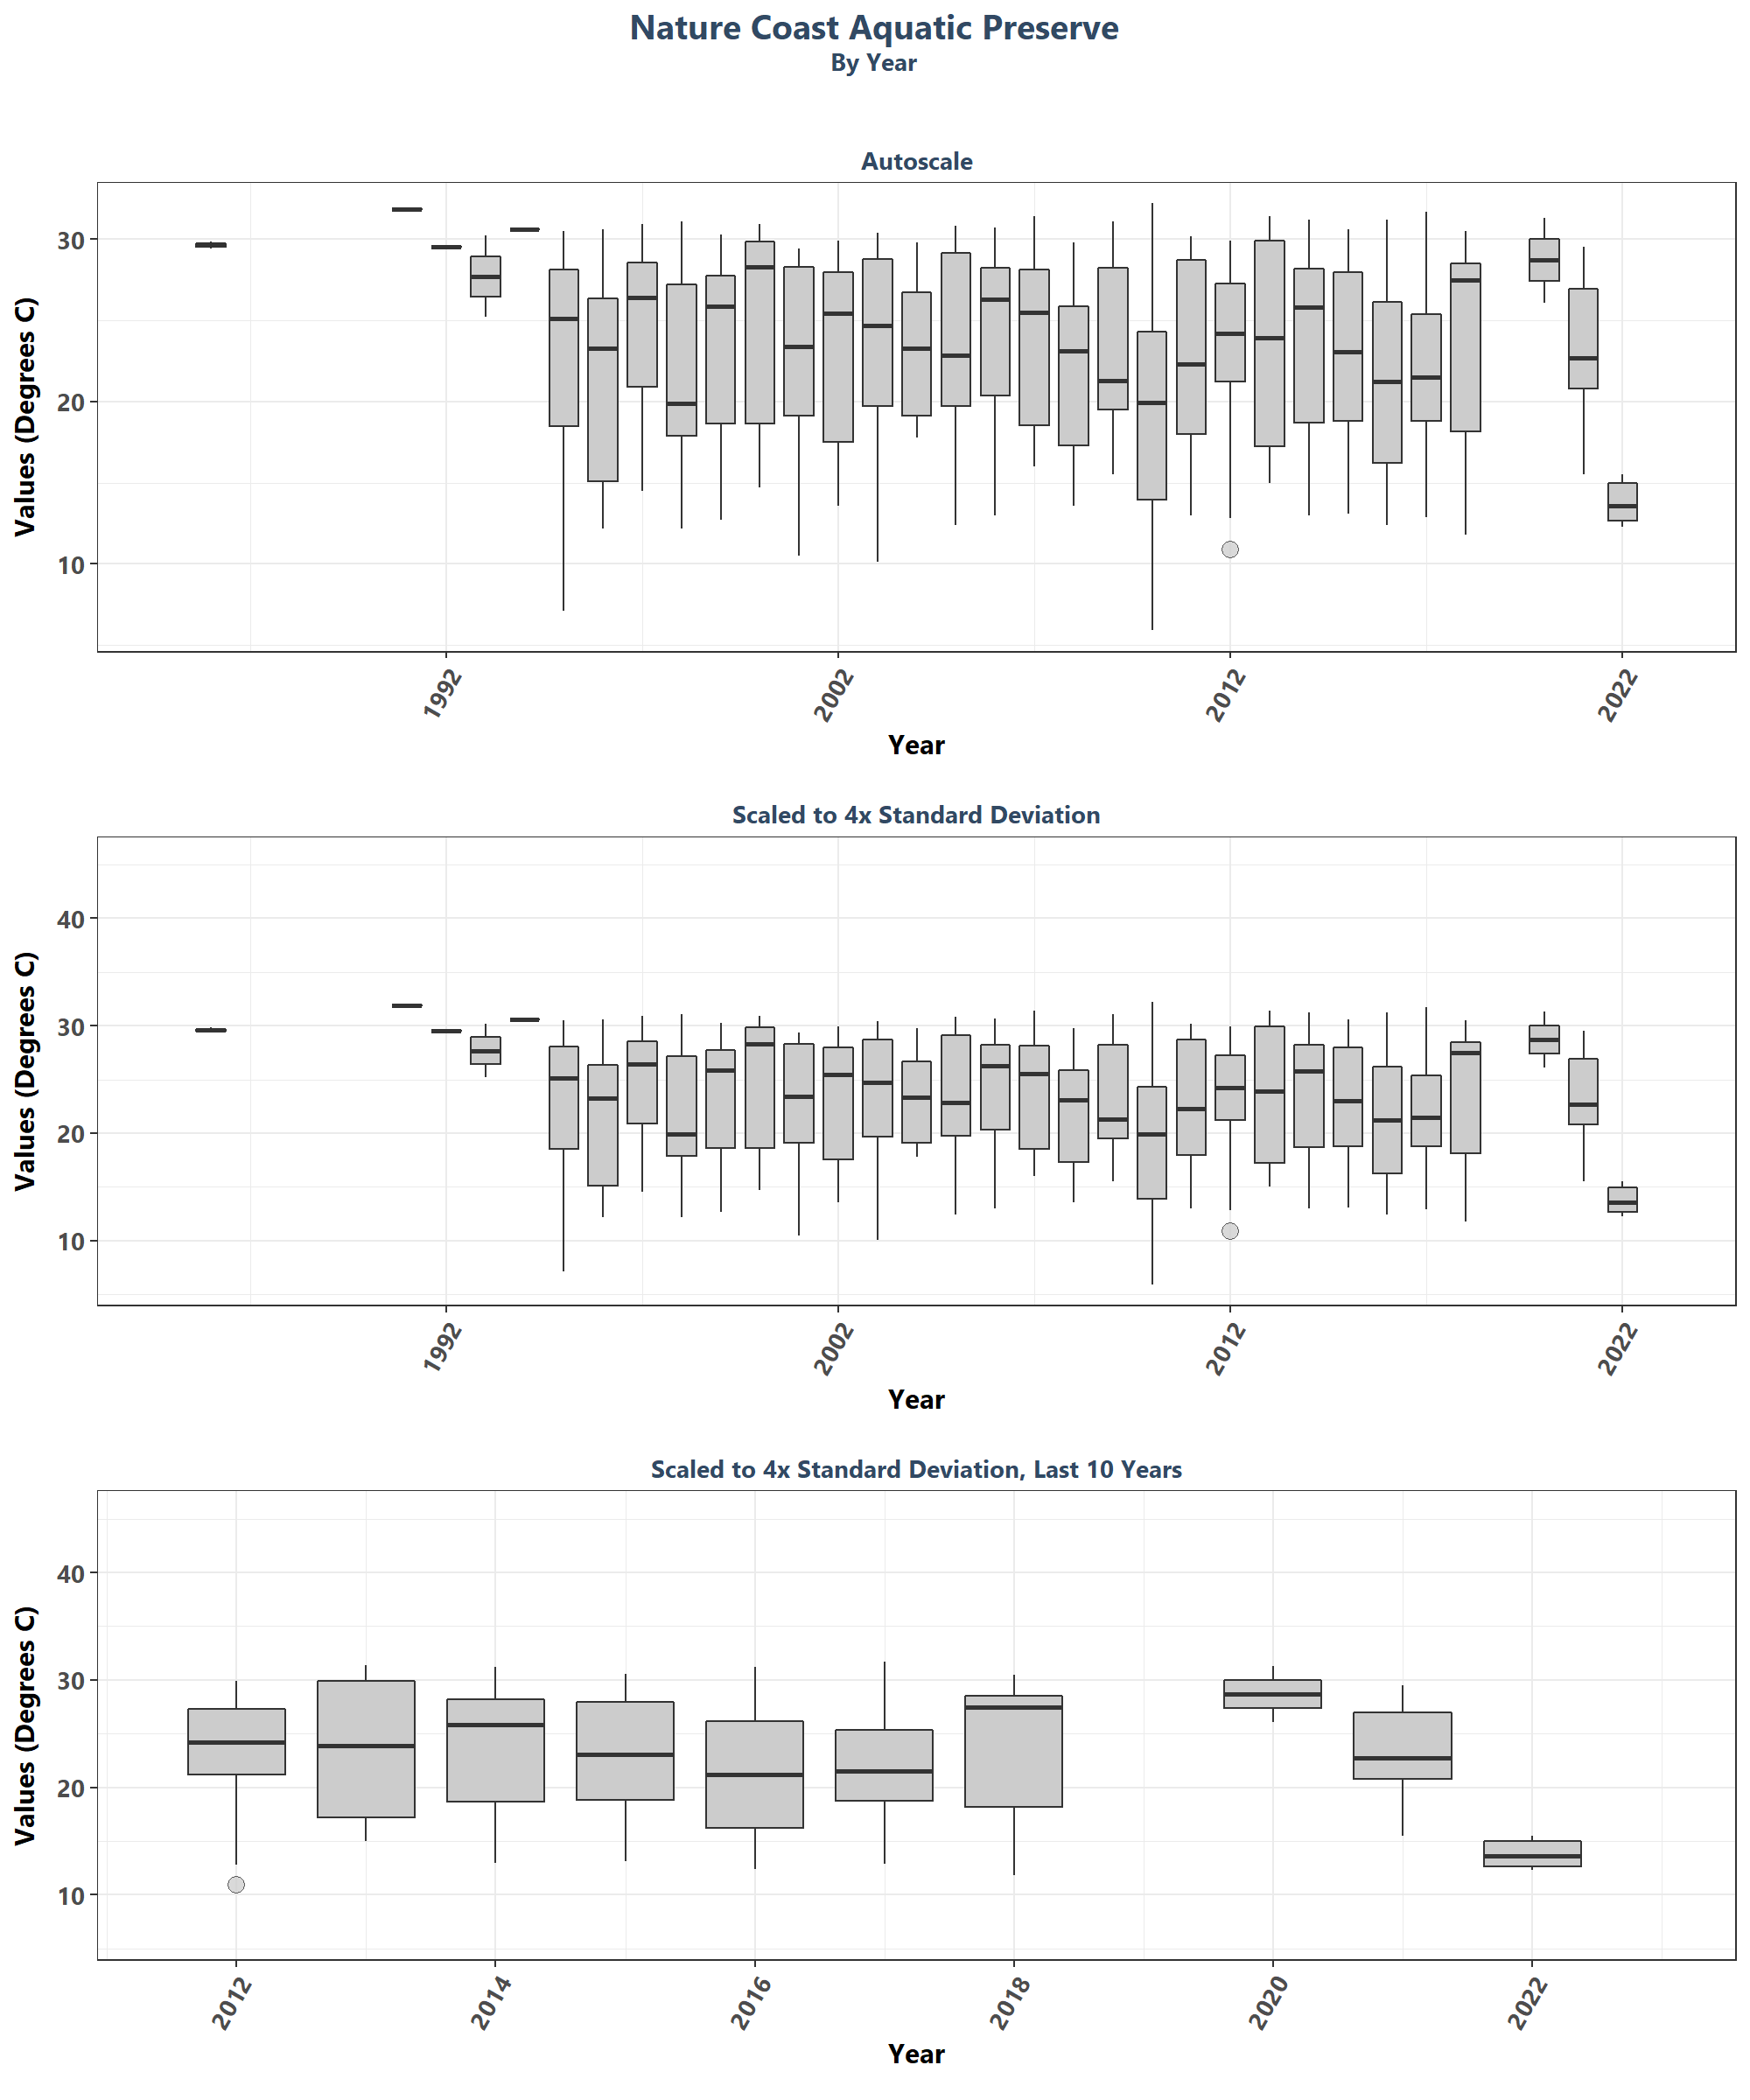 Nature Coast Aquatic Preserve
By Year
Autoscale
Values (Degrees C)
30
20
10
1992
2002
2012
2022
Year
Scaled to 4x Standard Deviation
Values (Degrees C)
40
30
20
10
1992
2002
2012
2022
Year
Scaled to 4x Standard Deviation, Last 10 Years
Values (Degrees C)
40
30
20
10
2012
2014
2016
2018
2020
2022
Year